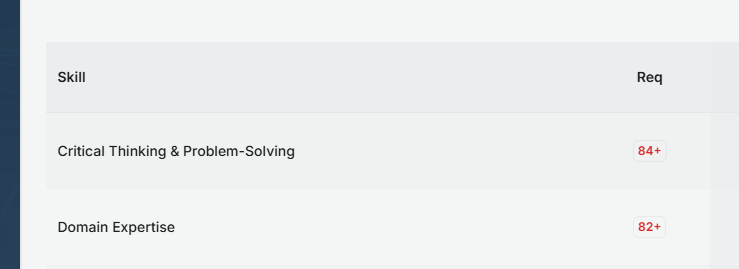 Skill Req
Critical Thinking & Problem-Solving 84+
Domain Expertise 82+